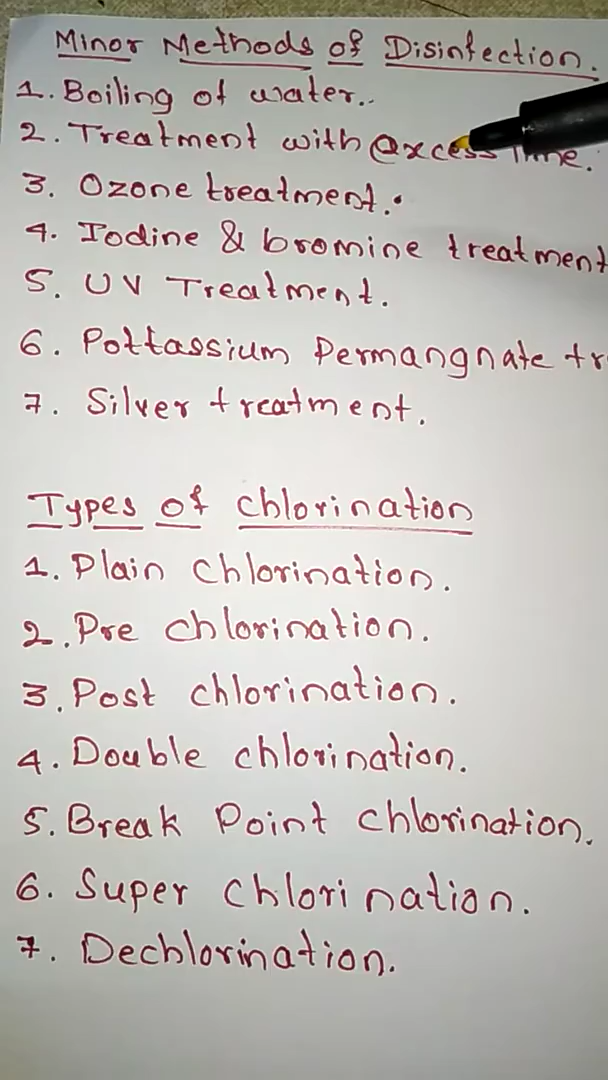 Minor Methods of Disinfection.
1. Boiling of water..
2. Treatment with excess lime.
3. Ozone treatment.
4. Iodine & bromine treatment
5. UV Treatment.
6. Pottassium Permangnate tr
7. Silver treatment.
Types of chlorination
1. Plain chlorination.
2. Pre chlorination.
3. Post chlorination.
4. Double chlorination.
5. Break Point chlorination.
6. Super chlorination.
7. Dechlorination.